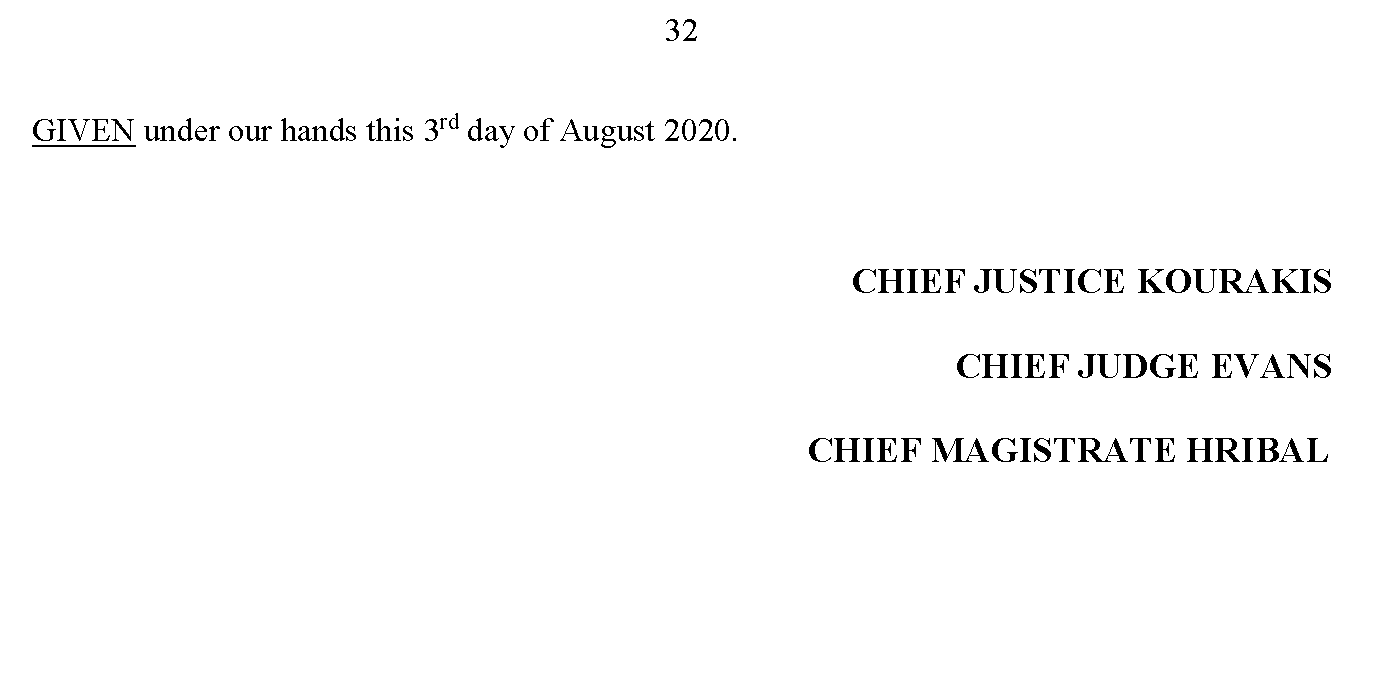 32
GIVEN under our hands this 3rd day of August 2020.
CHIEF JUSTICE KOURAKIS
CHIEF JUDGE EVANS
CHIEF MAGISTRATE HRIBAL